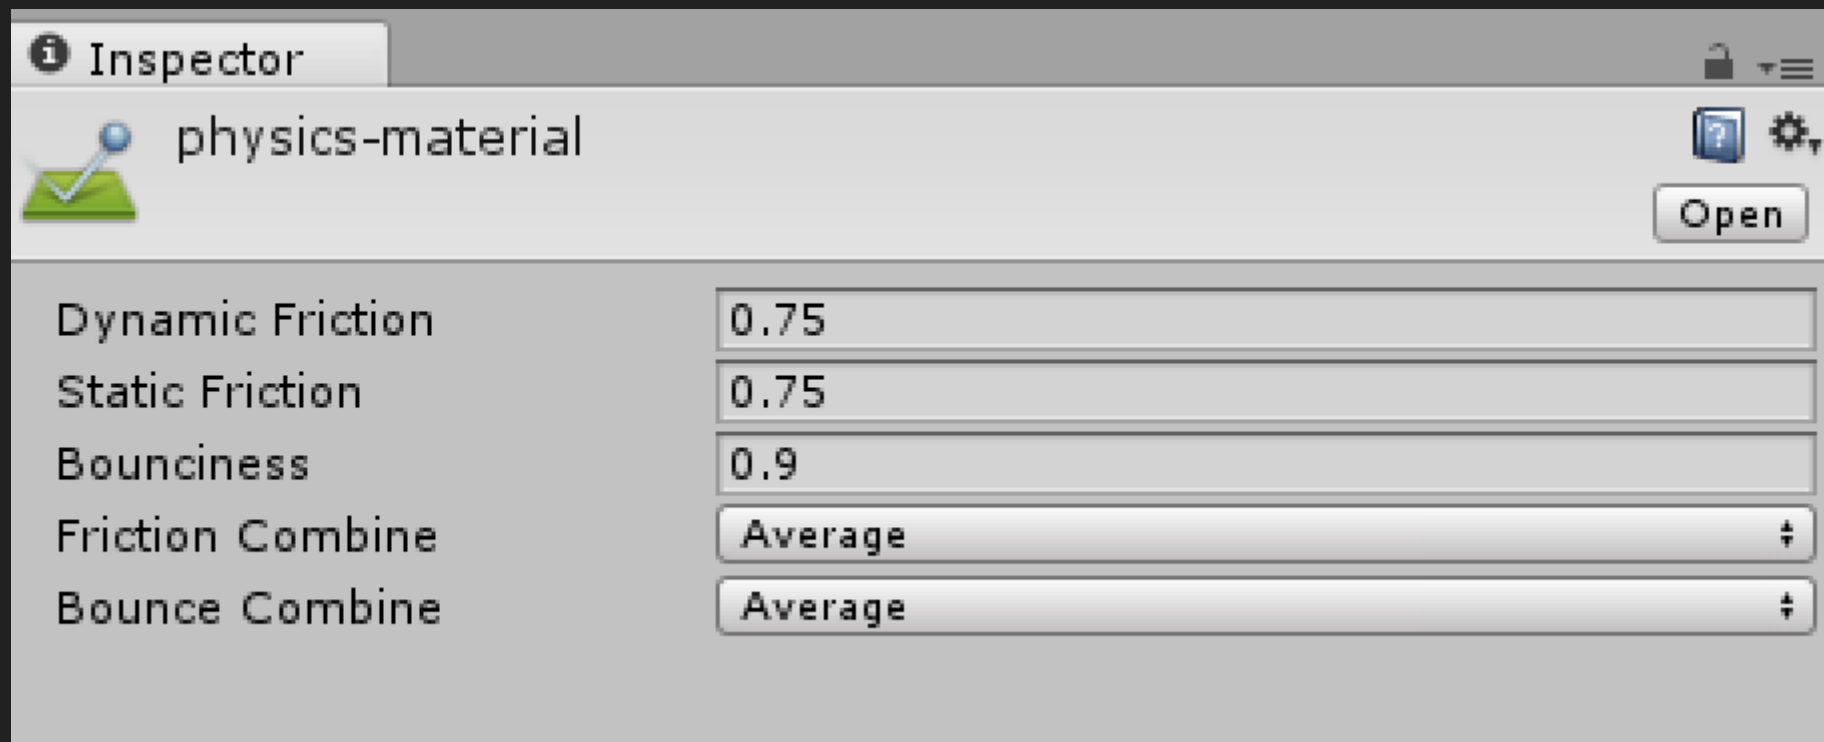 Inspector
physics-material
Open
Dynamic Friction 0.75
Static Friction 0.75
Bounciness 0.9
Friction Combine Average
Bounce Combine Average